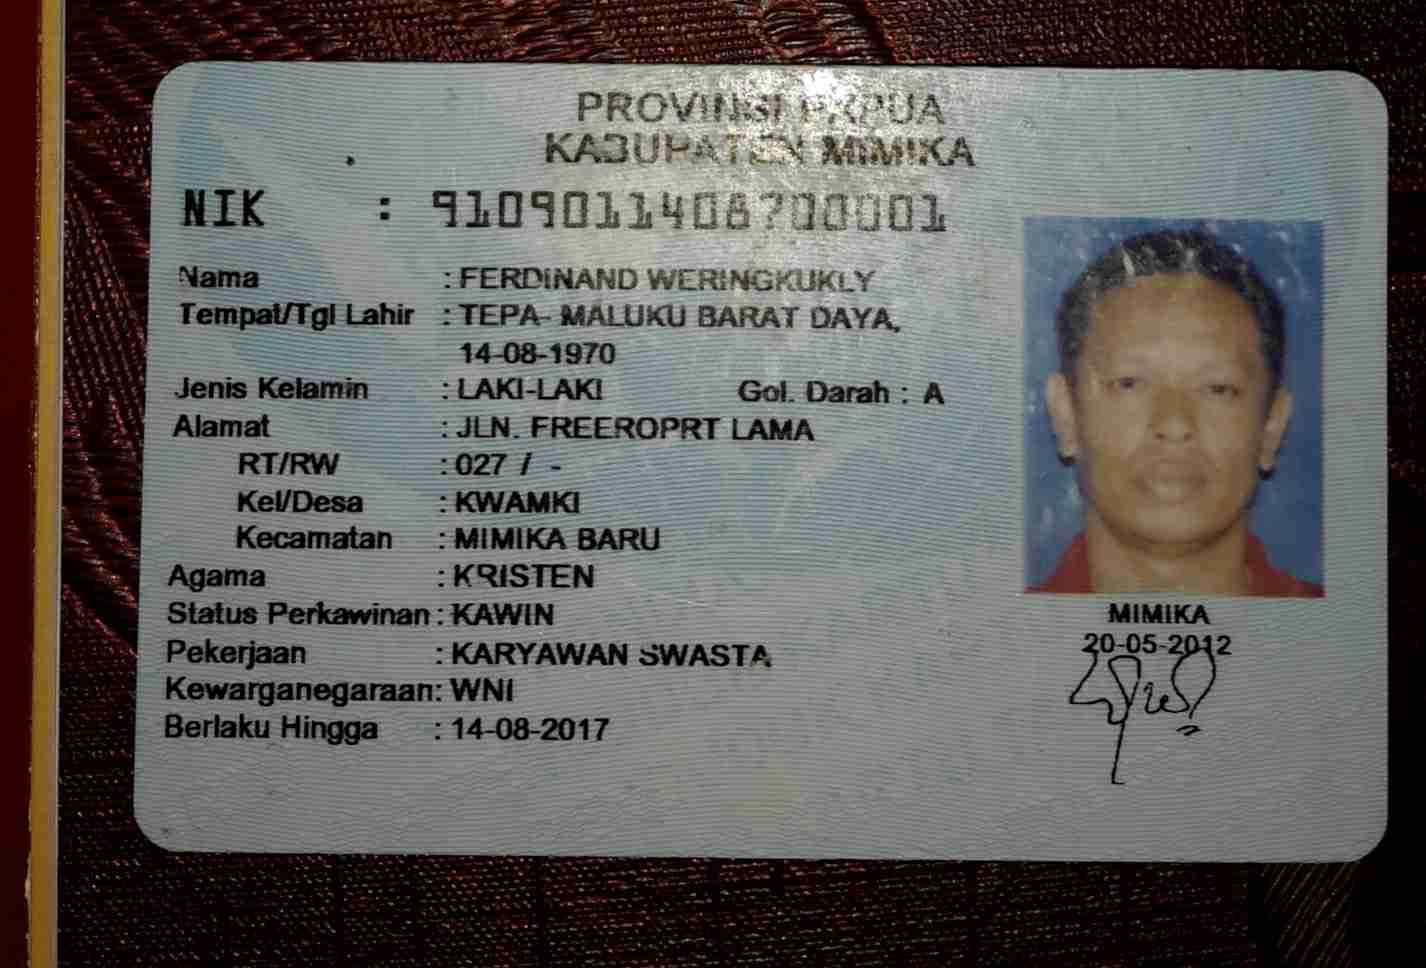 PROVINSI PAPUA
KABUPATEN MIMIKA
NIK : 9109011408700001
Nama : FERDINAND WERINGKUKLY
Tempat/Tgl Lahir : TEPA- MALUKU BARAT DAYA,
14-08-1970
Jenis Kelamin : LAKI-LAKI Gol. Darah : A
Alamat : JLN. FREEROPRT LAMA
RT/RW : 027 / -
Kel/Desa : KWAMKI
Kecamatan : MIMIKA BARU
Agama : KRISTEN
Status Perkawinan : KAWIN
Pekerjaan : KARYAWAN SWASTA
Kewarganegaraan: WNI
Berlaku Hingga : 14-08-2017
MIMIKA
20-05-2012